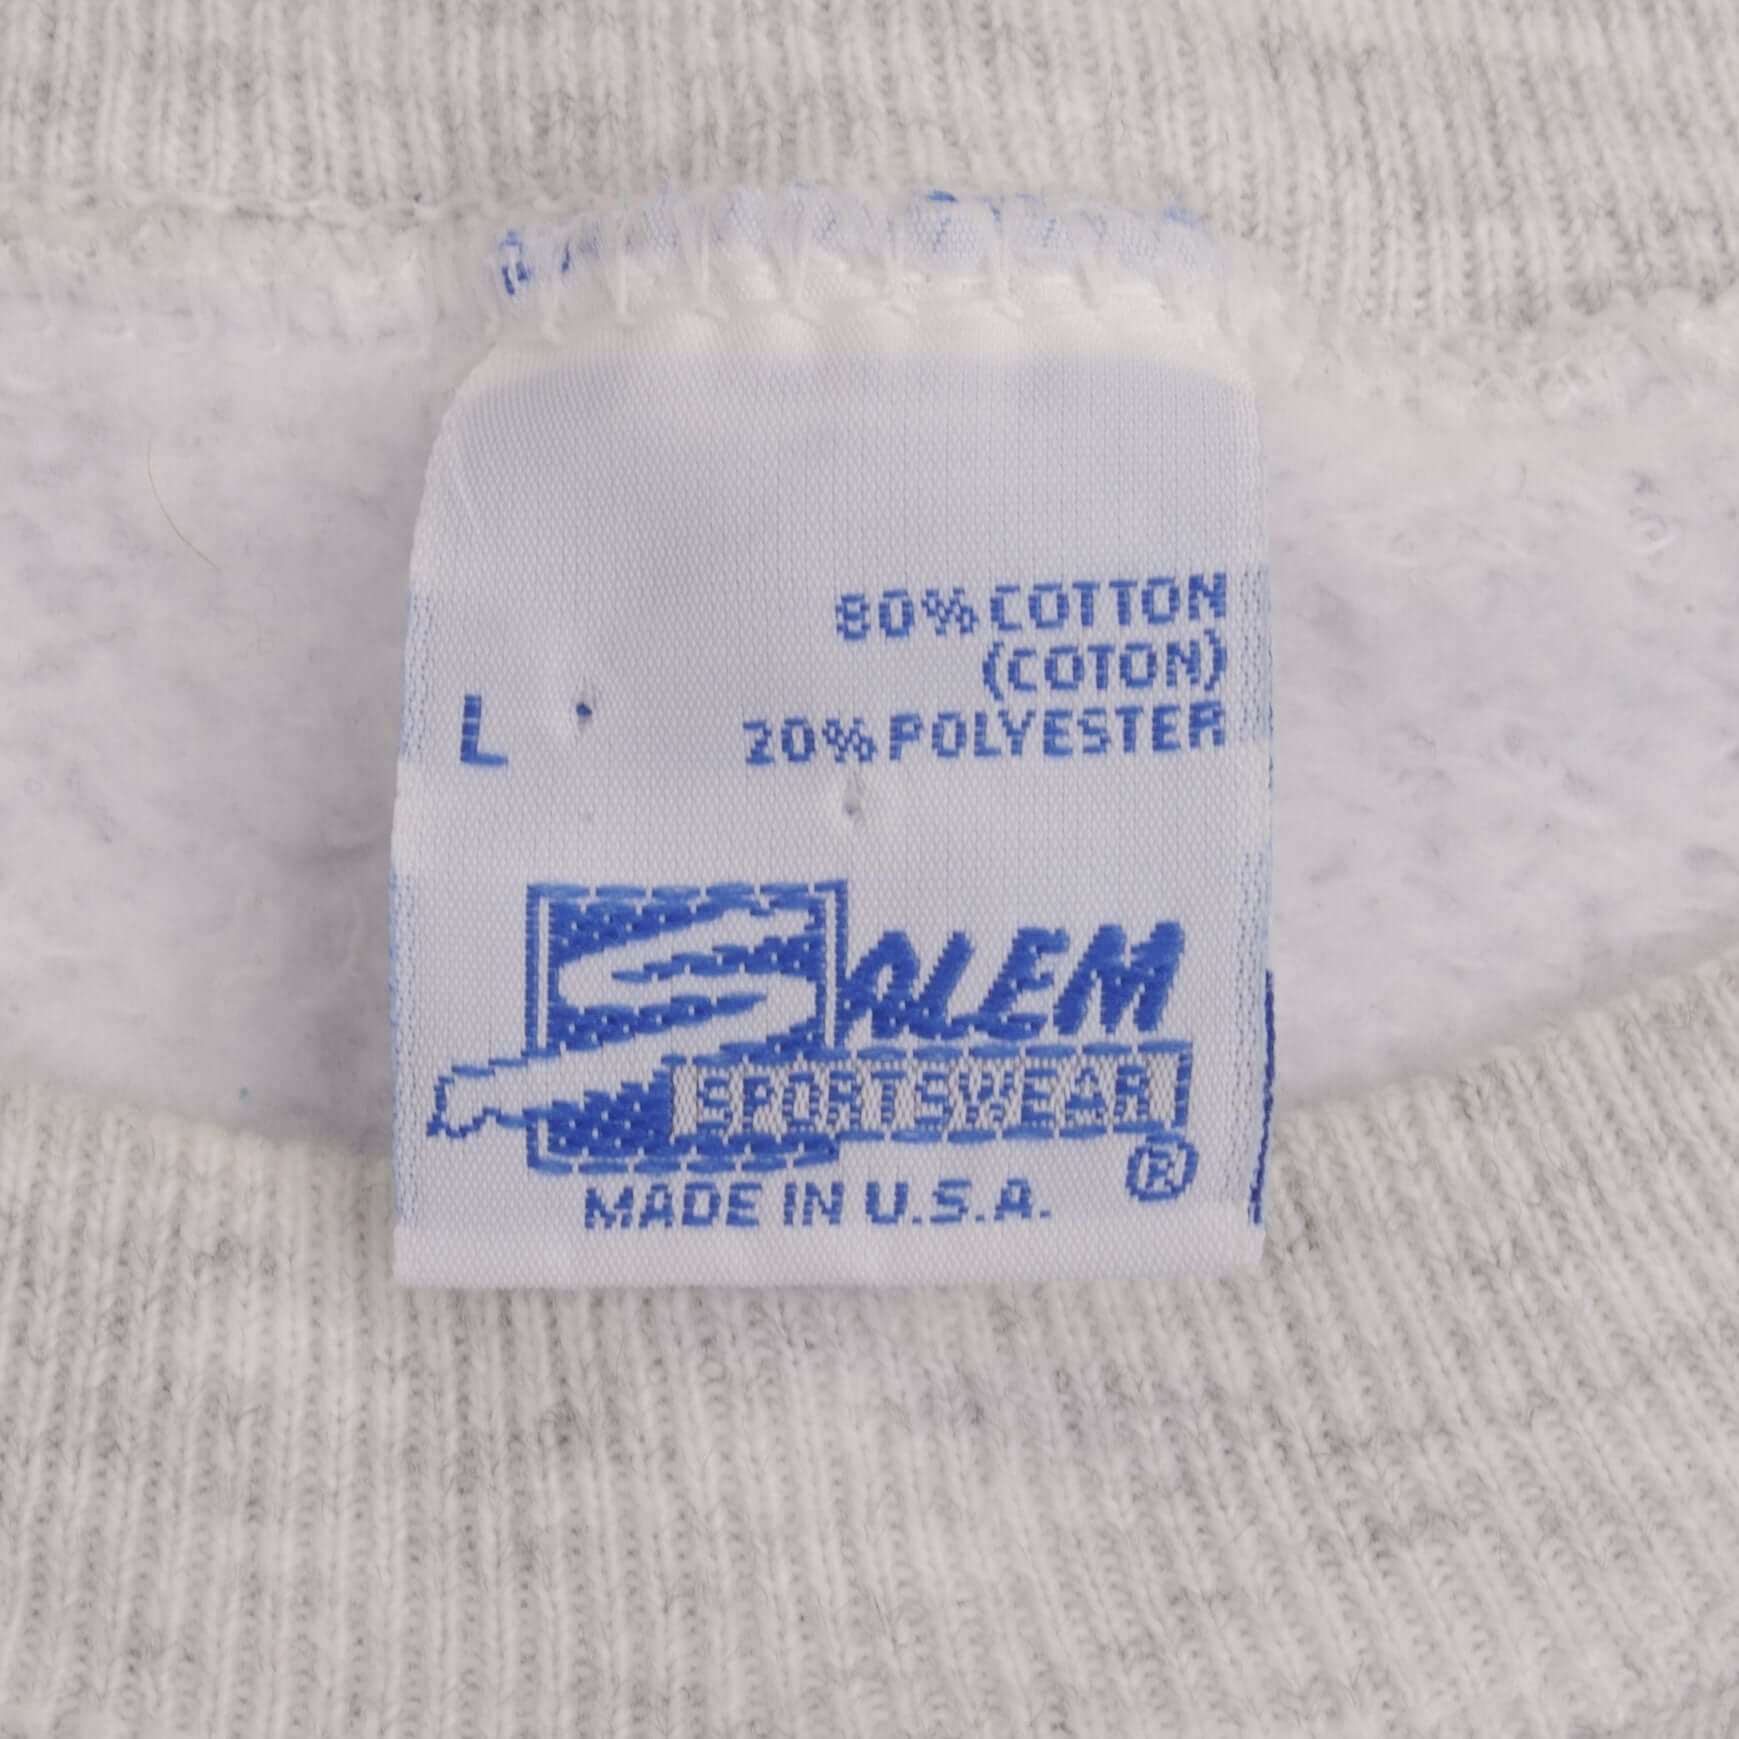 80% COTTON
(COTON)
L 20% POLYESTER
SALEM
SPORTSWEAR
®
MADE IN U.S.A.